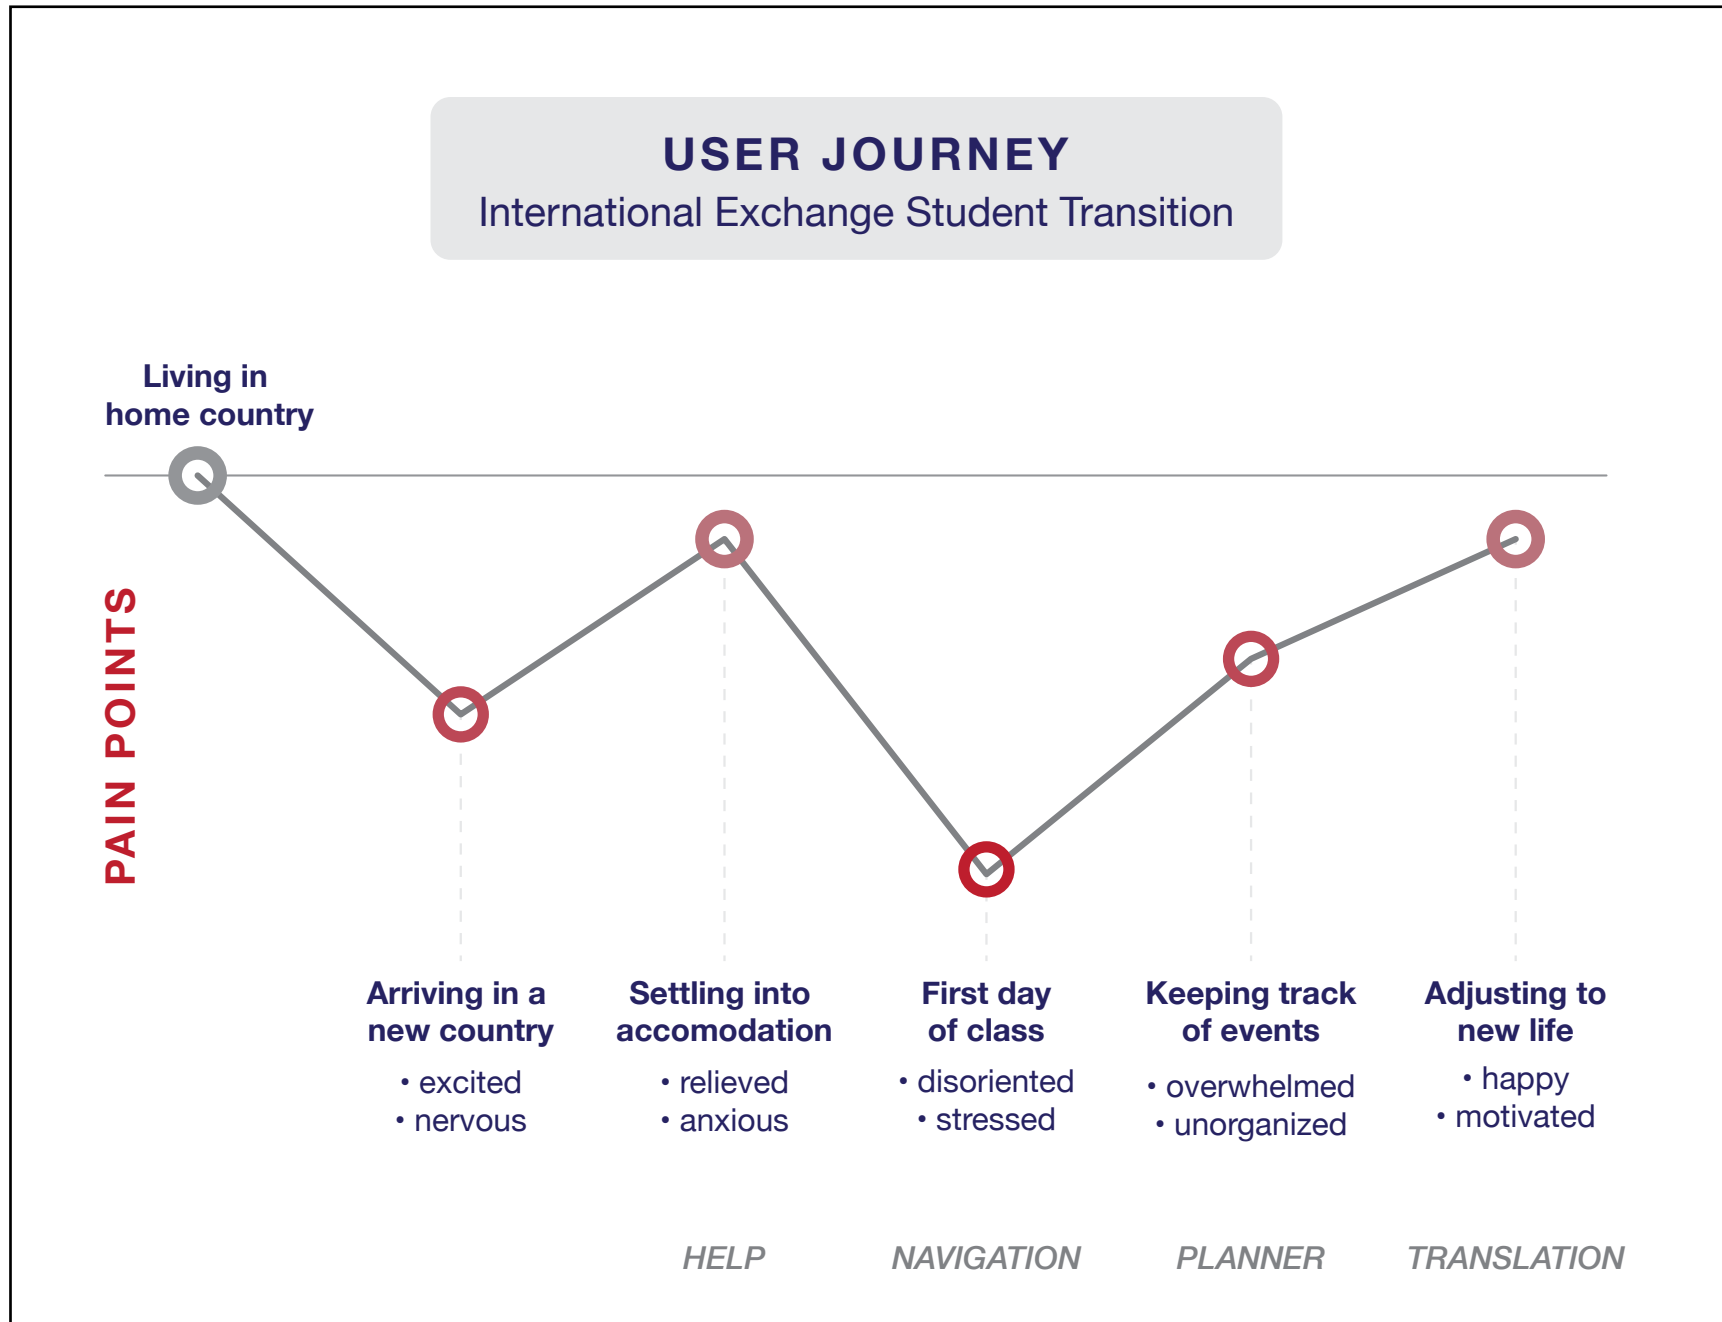 USER JOURNEY
International Exchange Student Transition
Living in
home country
PAIN POINTS
Arriving in a
new country
• excited
• nervous
Settling into
accomodation
• relieved
• anxious
First day
of class
• disoriented
• stressed
Keeping track
of events
• overwhelmed
• unorganized
Adjusting to
new life
• happy
• motivated
HELP
NAVIGATION
PLANNER
TRANSLATION